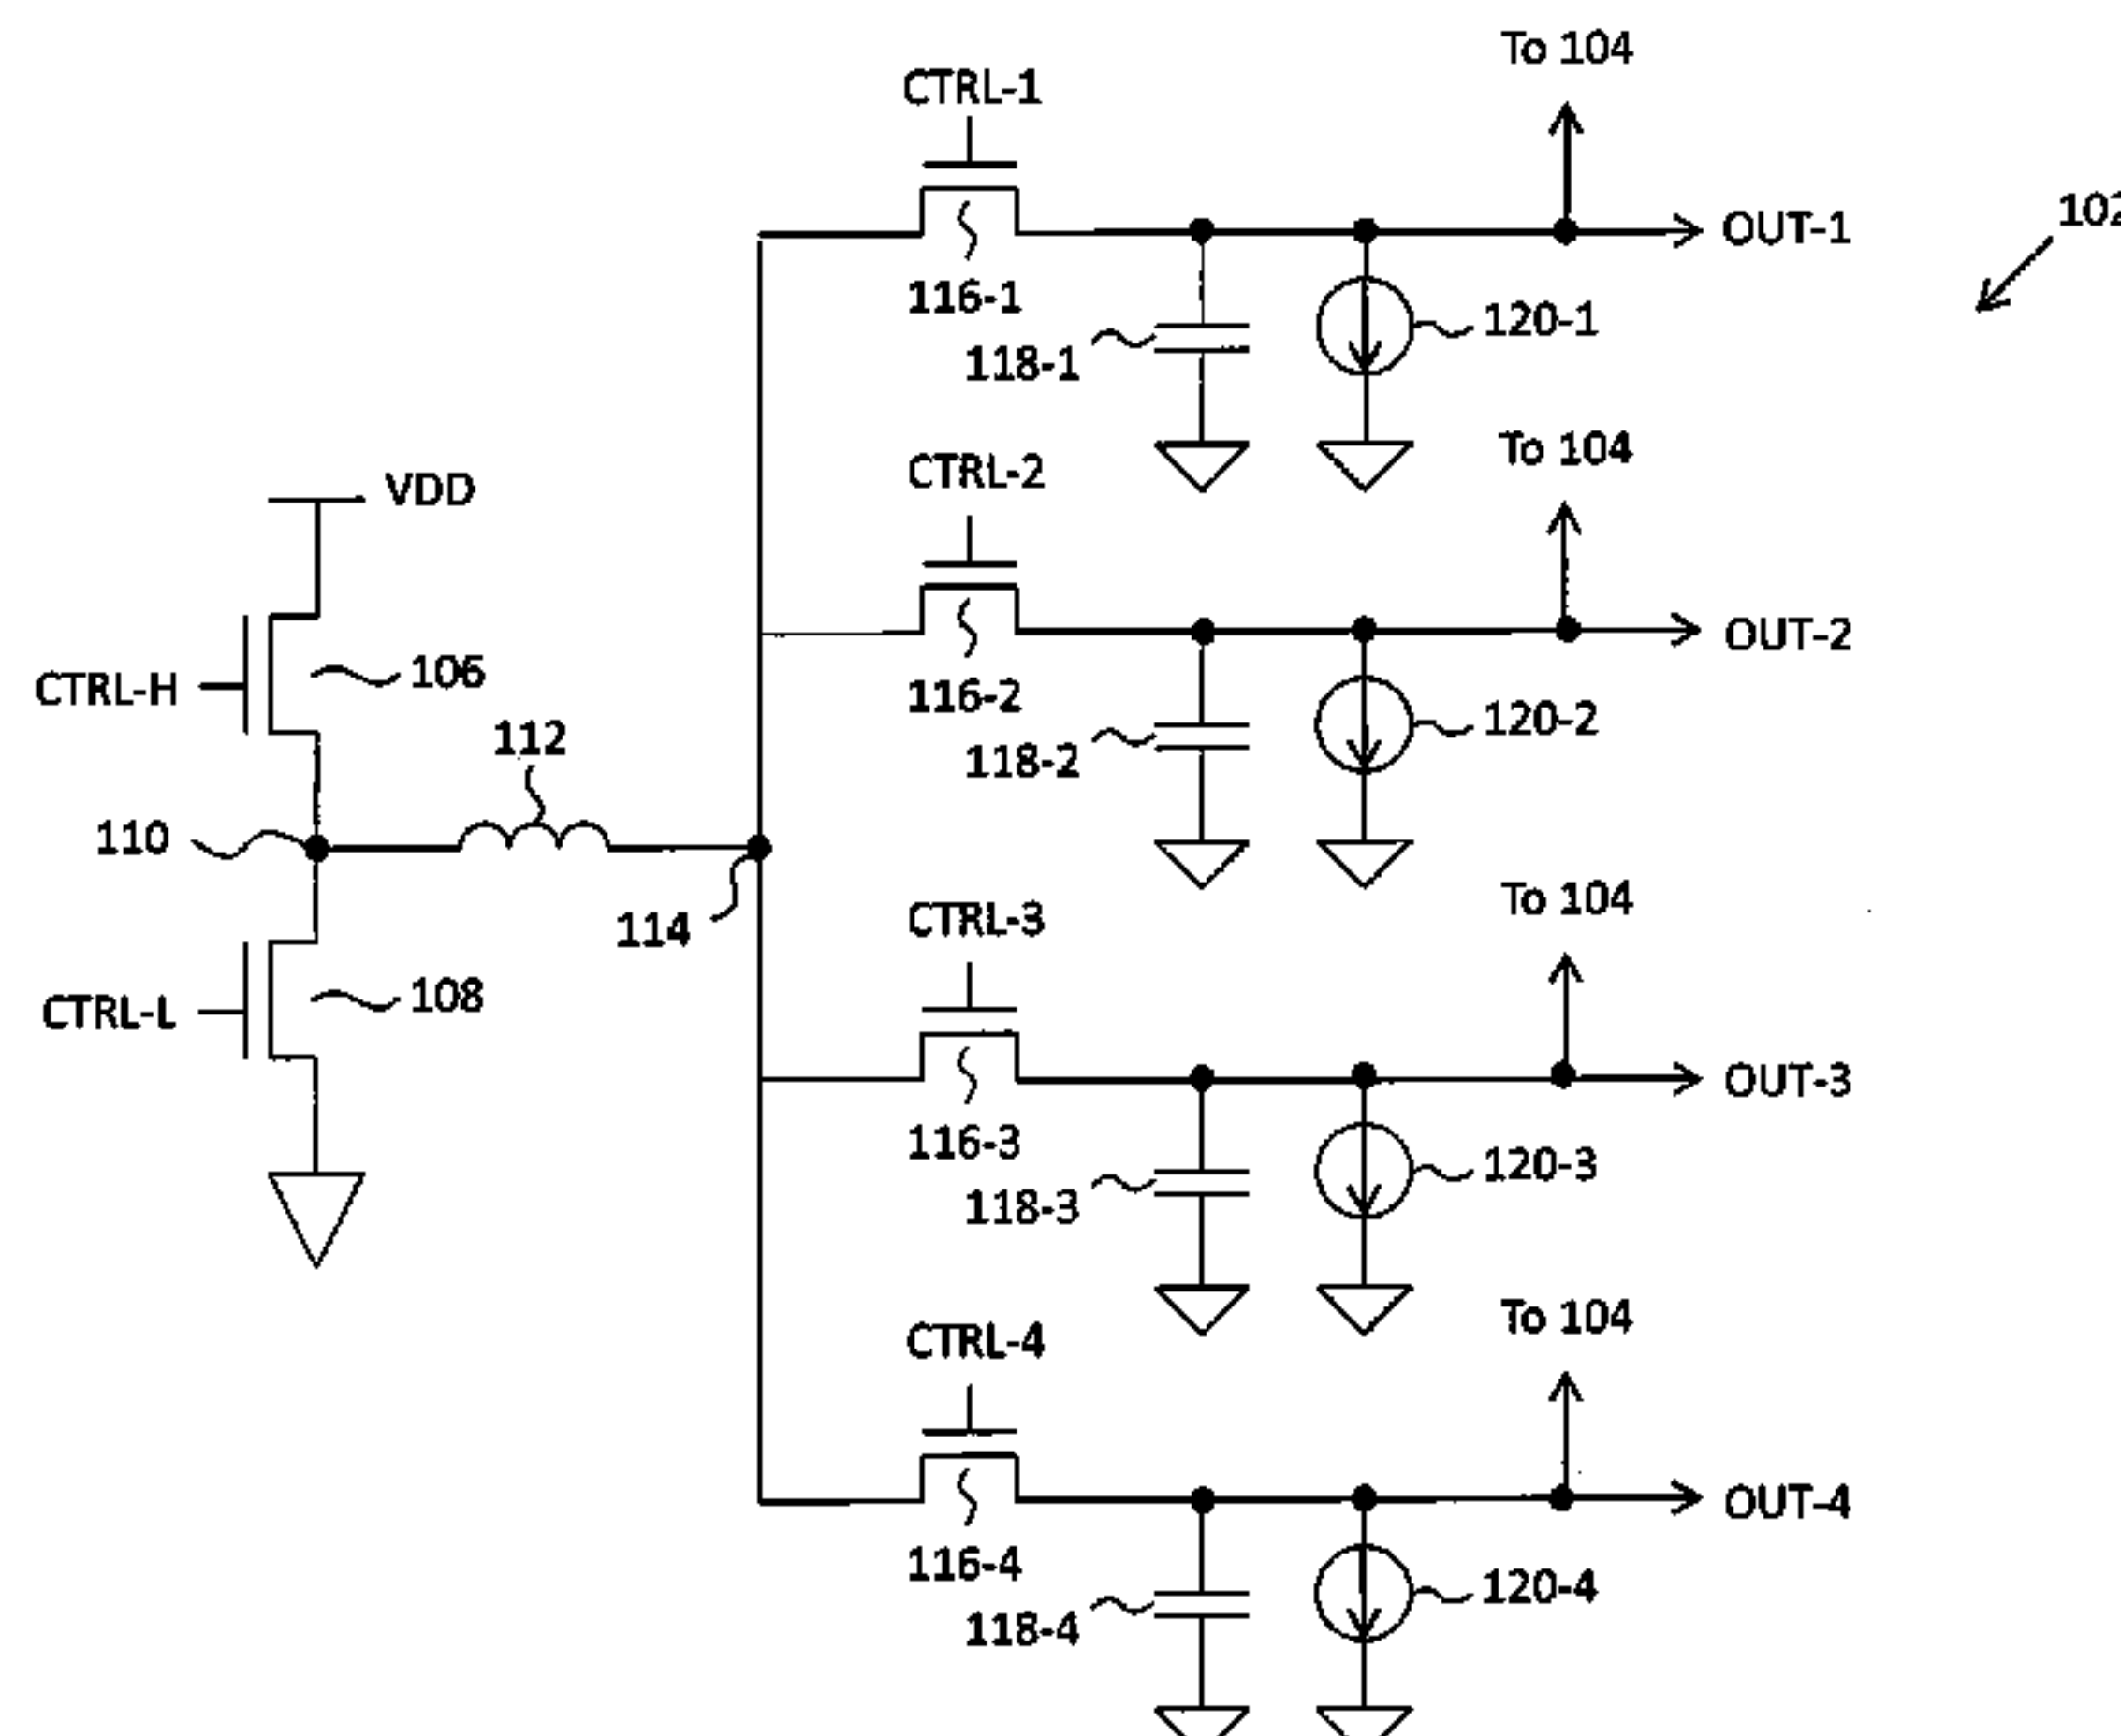 To 104
CTRL-1
102
OUT-1
116-1
120-1
118-1
To 104
CTRL-2
VDD
OUT-2
CTRL-H
106
116-2
112
120-2
118-2
110
To 104
CTRL-3
114
CTRL-L
108
OUT-3
116-3
120-3
118-3
To 104
CTRL-4
OUT-4
116-4
120-4
118-4